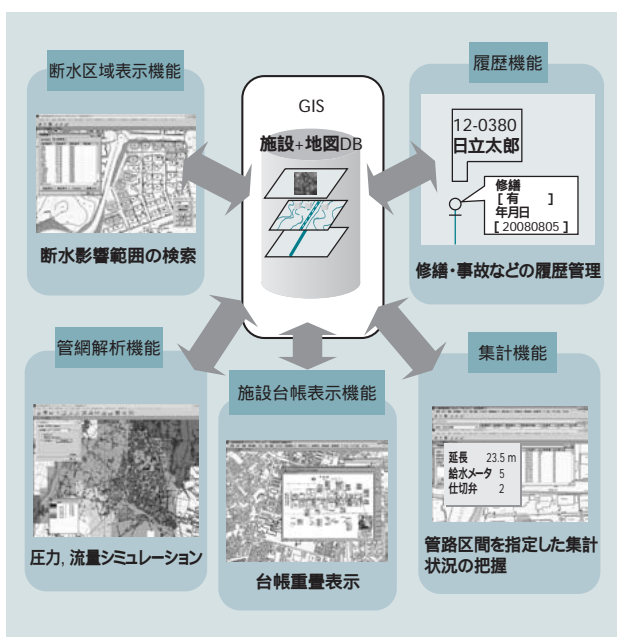 断水区域表示機能
断水影響範囲の検索
GIS
施設+地図DB
履歴機能
12-0380
日立太郎
修繕
[ 有 ]
年月日
[ 20080805 ]
修繕・事故などの履歴管理
管網解析機能
圧力, 流量シミュレーション
施設台帳表示機能
台帳重畳表示
集計機能
延長 23.5 m
給水メータ 5
仕切弁 2
管路区間を指定した集計
状況の把握